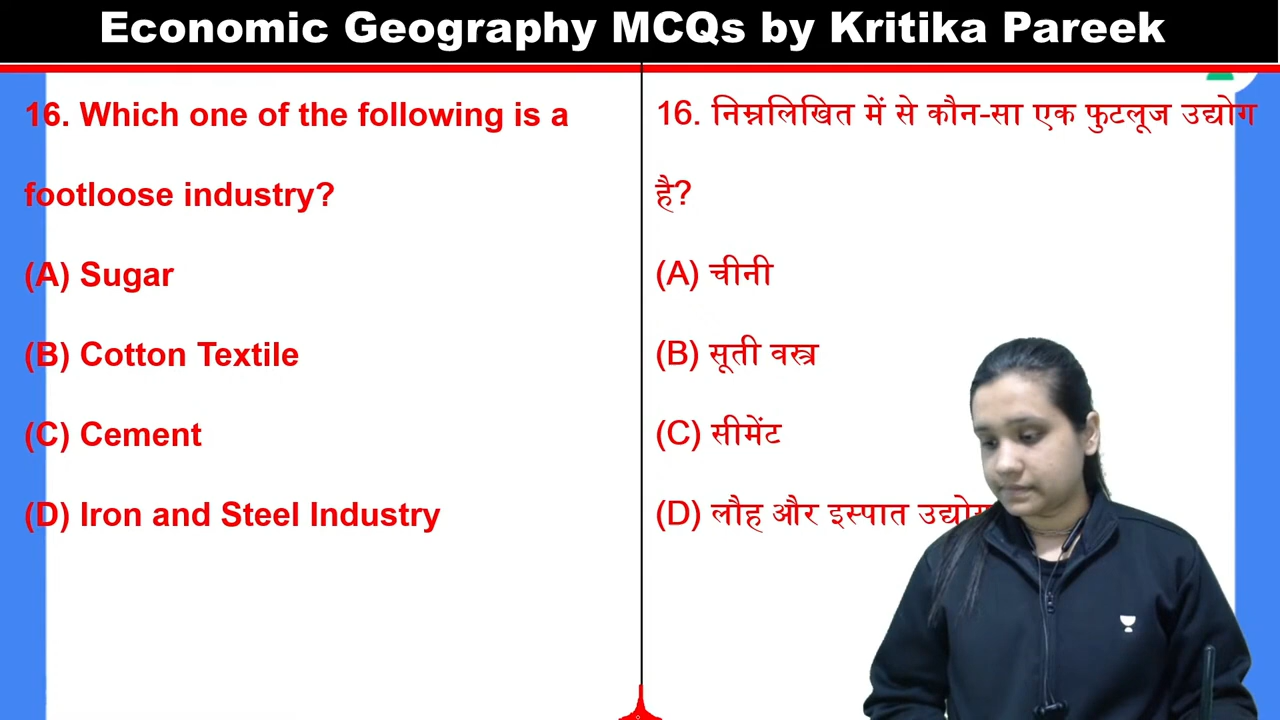 Economic Geography MCQs by Kritika Pareek
16. Which one of the following is a
footloose industry?
(A) Sugar
(B) Cotton Textile
(C) Cement
(D) Iron and Steel Industry
16. निम्नलिखित में से कौन-सा एक फुटलूज उद्योग
है?
(A) चीनी
(B) सूती वस्त्र
(C) सीमेंट
(D) लौह और इस्पात उद्योग